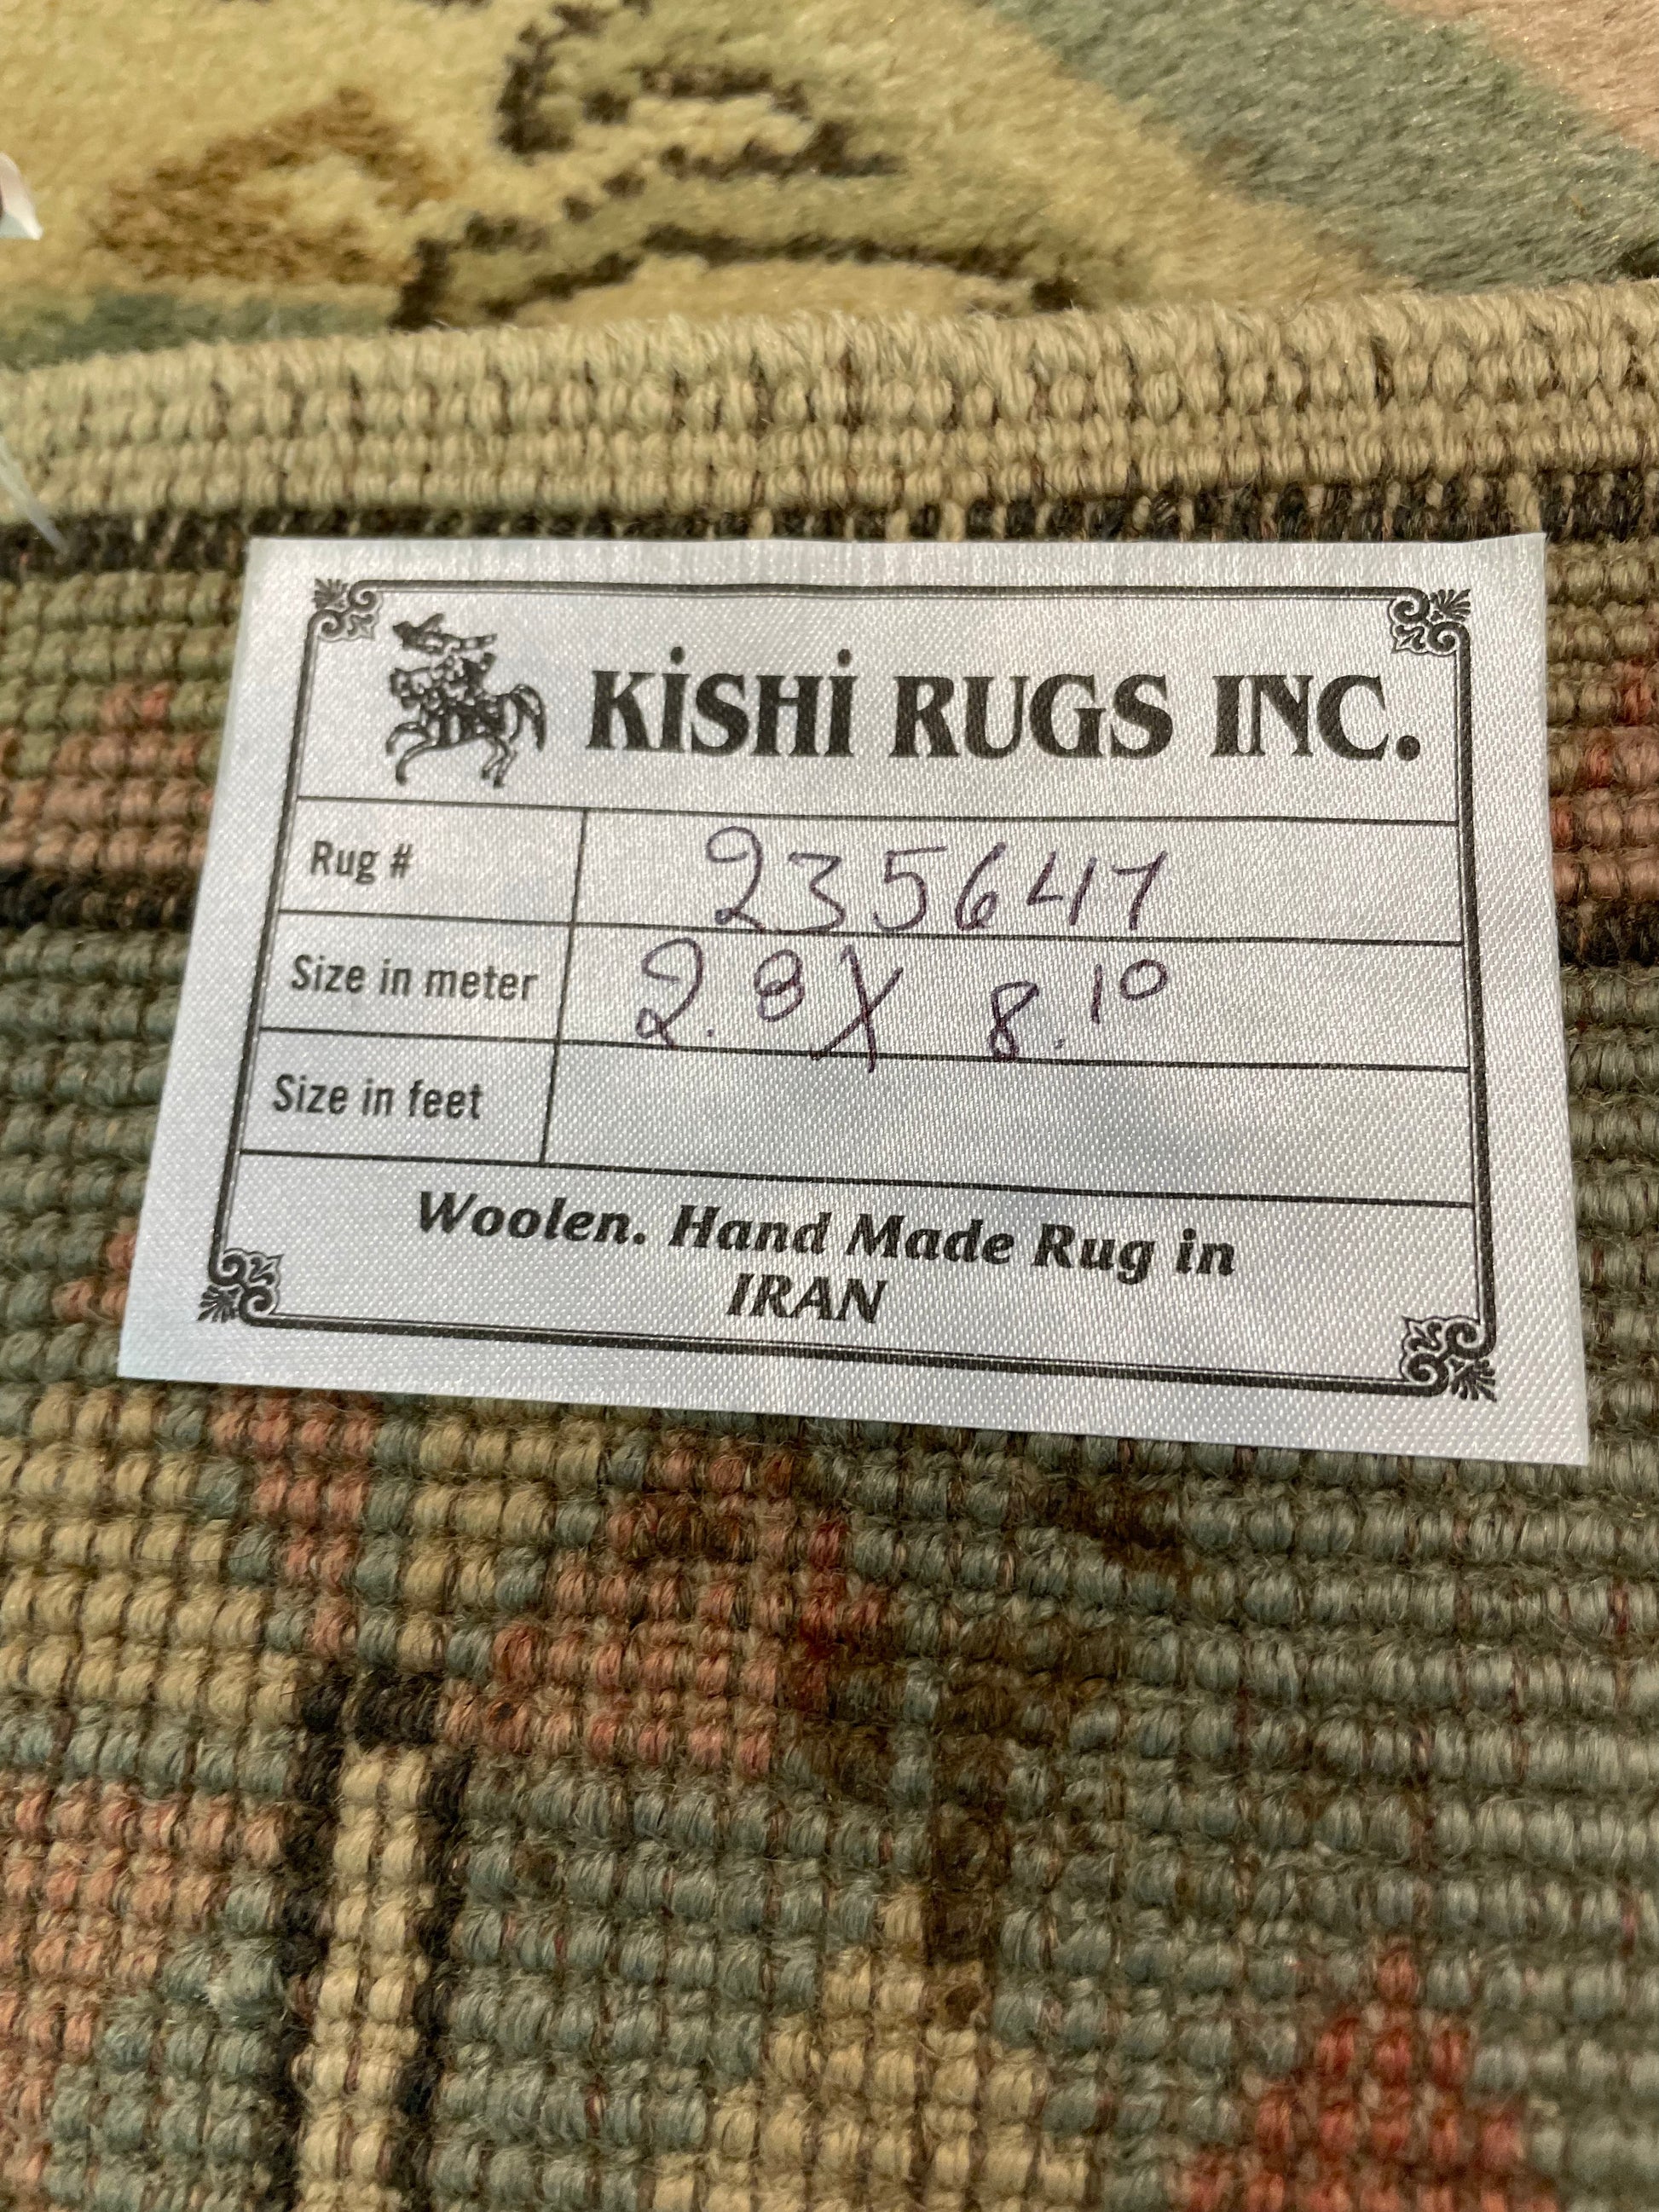 KiSHi RUGS INC.
Rug # 235647
Size in meter 2.8 X 8.10
Size in feet
Woolen. Hand Made Rug in
IRAN